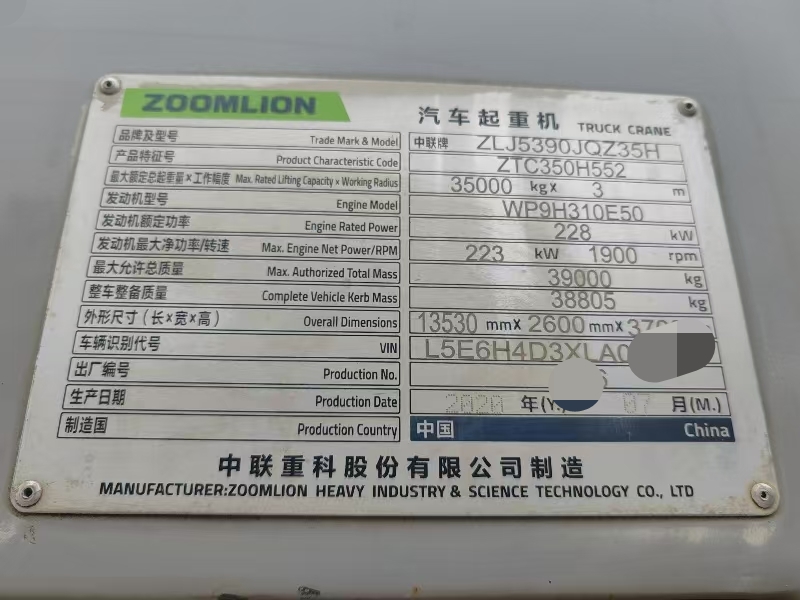 ZOOMLION
汽车起重机 TRUCK CRANE
品牌及型号 Trade Mark & Model 中联牌 ZLJ5390JQZ35H
产品特征号 Product Characteristic Code ZTC350H552
最大额定总起重量×工作幅度 Max. Rated Lifting Capacity × Working Radius 35000 kg× 3 m
发动机型号 Engine Model WP9H310E50
发动机额定功率 Engine Rated Power 228 kW
发动机最大净功率/转速 Max. Engine Net Power/RPM 223 kW 1900 rpm
最大允许总质量 Max. Authorized Total Mass 39000 kg
整车整备质量 Complete Vehicle Kerb Mass 38805 kg
外形尺寸（长×宽×高） Overall Dimensions 13530 mm× 2600 mm×
车辆识别代号 VIN L5E6H4D3XLA0
出厂编号 Production No.
生产日期 Production Date 2020 年(Y.) 07 月(M.)
制造国 Production Country 中国 China
中联重科股份有限公司制造
MANUFACTURER:ZOOMLION HEAVY INDUSTRY & SCIENCE TECHNOLOGY CO., LTD